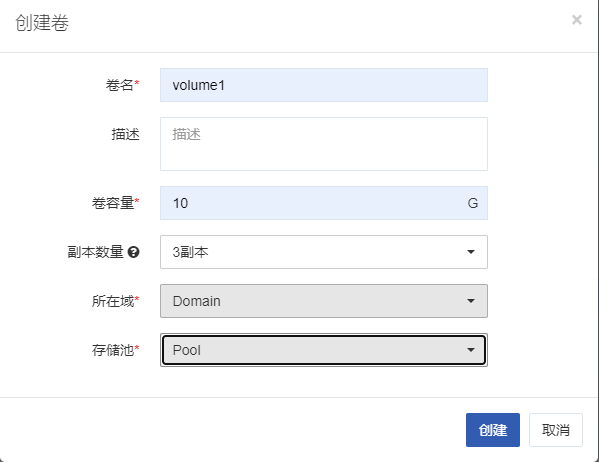 创建卷 ×
卷名* volume1
描述 描述
卷容量* 10 G
副本数量 3副本
所在域* Domain
存储池* Pool
创建 取消